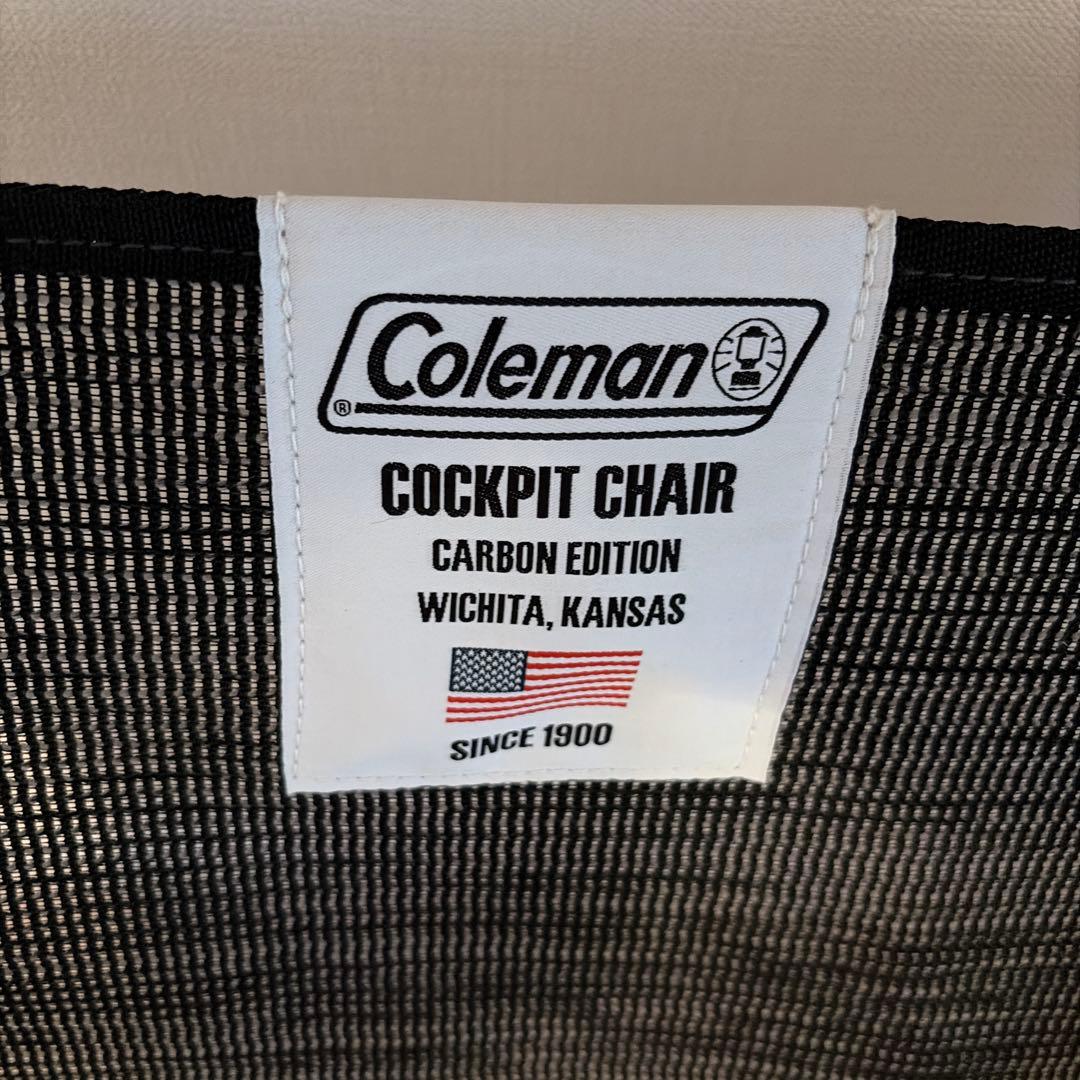 Coleman
®
COCKPIT CHAIR
CARBON EDITION
WICHITA, KANSAS
SINCE 1900